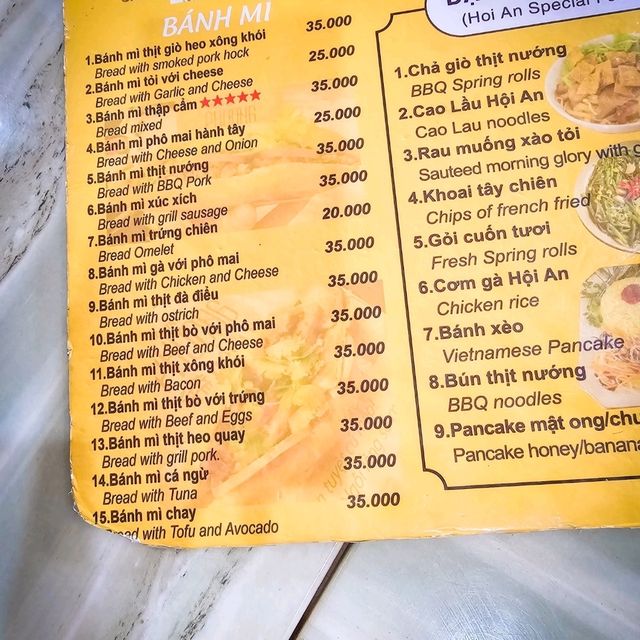 BÁNH MÌ
1.Bánh mì thịt giò heo xông khói 35.000
Bread with smoked pork hock
2.Bánh mì tỏi với cheese 25.000
Bread with Garlic and Cheese
3.Bánh mì thập cẩm ★★★★★ 35.000
Bread mixed
4.Bánh mì phô mai hành tây 25.000
Bread with Cheese and Onion
5.Bánh mì thịt nướng 35.000
Bread with BBQ Pork
6.Bánh mì xúc xích 35.000
Bread with grill sausage
7.Bánh mì trứng chiên 20.000
Bread Omelet
8.Bánh mì gà với phô mai 35.000
Bread with Chicken and Cheese
9.Bánh mì thịt đà điều 35.000
Bread with ostrich
10.Bánh mì thịt bò với phô mai 35.000
Bread with Beef and Cheese
11.Bánh mì thịt xông khói 35.000
Bread with Bacon
12.Bánh mì thịt bò với trứng 35.000
Bread with Beef and Eggs
13.Bánh mì thịt heo quay 35.000
Bread with grill pork.
14.Bánh mì cá ngừ 35.000
Bread with Tuna
15.Bánh mì chay 35.000
with Tofu and Avocado
(Hoi An Special
1.Chả giò thịt nướng
BBQ Spring rolls
2.Cao Lầu Hội An
Cao Lau noodles
3.Rau muống xào tỏi
Sauteed morning glory with
4.Khoai tây chiên
Chips of french fried
5.Gỏi cuốn tươi
Fresh Spring rolls
6.Cơm gà Hội An
Chicken rice
7.Bánh xèo
Vietnamese Pancake
8.Bún thịt nướng
BBQ noodles
9.Pancake mật ong/chu
Pancake honey/banana